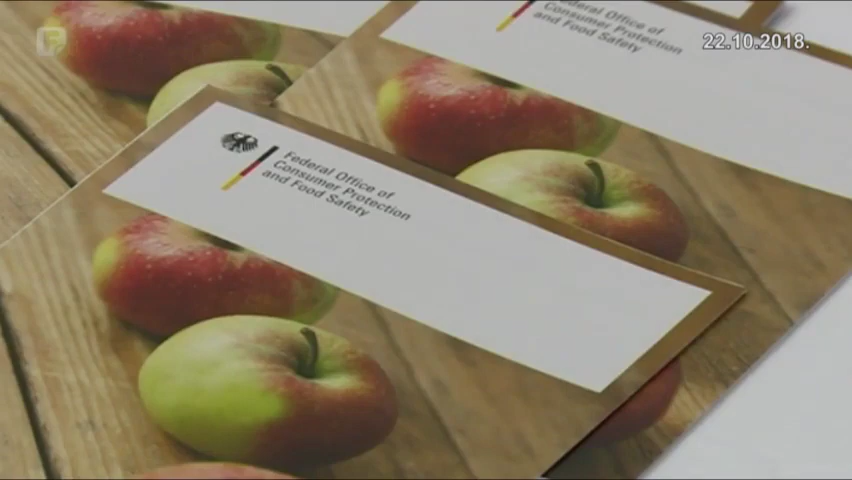 Federal Office of
Consumer Protection
and Food Safety
22.10.2018.
Federal Office of
Consumer Protection
and Food Safety